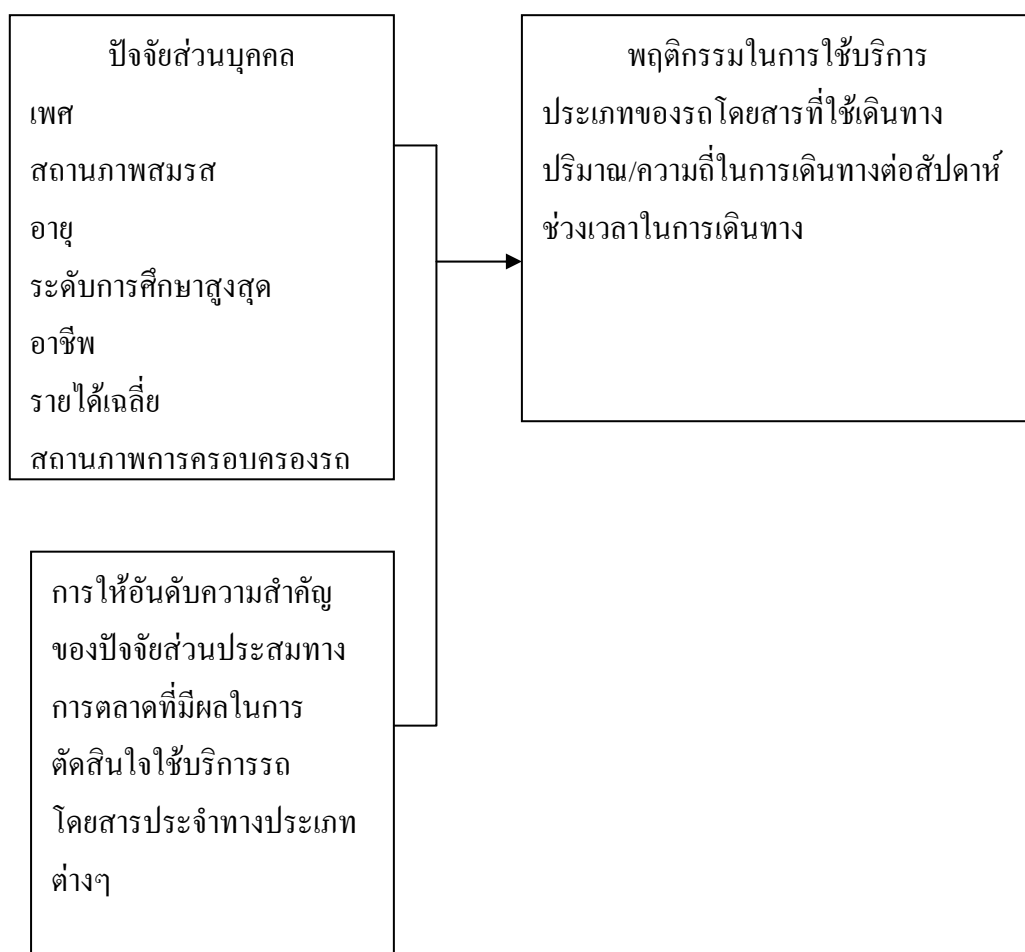 ปัจจัยส่วนบุคคล
เพศ
สถานภาพสมรส
อายุ
ระดับการศึกษาสูงสุด
อาชีพ
รายได้เฉลี่ย
สถานภาพการครอบครองรถ
พฤติกรรมในการใช้บริการ
ประเภทของรถโดยสารที่ใช้เดินทาง
ปริมาณ/ความถี่ในการเดินทางต่อสัปดาห์
ช่วงเวลาในการเดินทาง
การให้อันดับความสำคัญ
ของปัจจัยส่วนประสมทาง
การตลาดที่มีผลในการ
ตัดสินใจใช้บริการรถ
โดยสารประจำทางประเภท
ต่างๆ